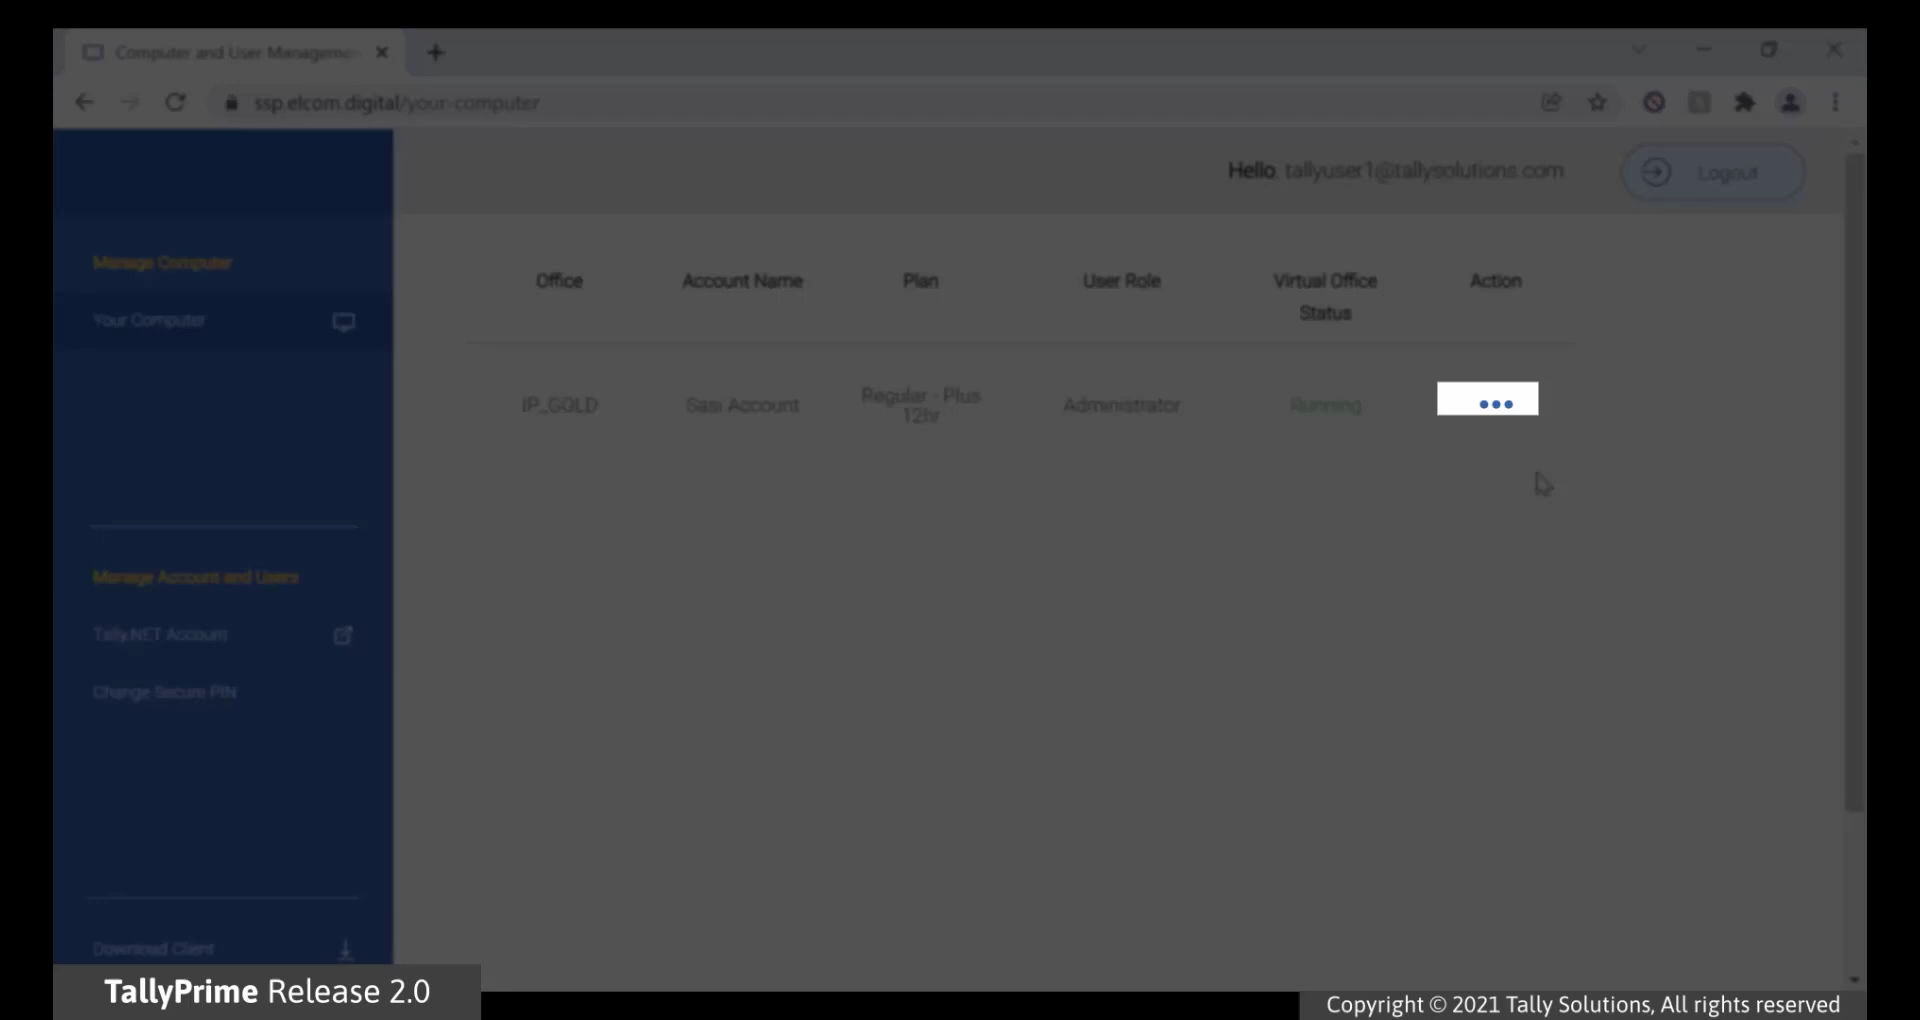 Computer and User Managemen
ssp.elcom.digital/your-computer
Hello, tallyuser1@tallysolutions.com
Logout
Manage Computer
Your Computer
Office Account Name Plan User Role Virtual Office Status Action
IP_GOLD Sasi Account Regular - Plus 12hr Administrator Running
Manage Account and Users
Tally.NET Account
Change Secure PIN
Download Client
TallyPrime Release 2.0
Copyright © 2021 Tally Solutions, All rights reserved